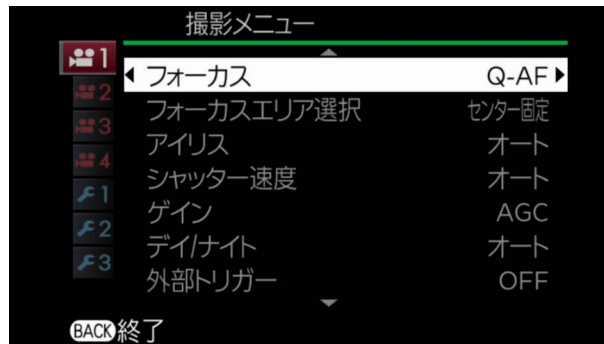 撮影メニュー
1
フォーカス Q-AF
2
フォーカスエリア選択 センター固定
3
アイリス オート
4
シャッター速度 オート
1
ゲイン AGC
2
デイ/ナイト オート
3
外部トリガー OFF
BACK 終了